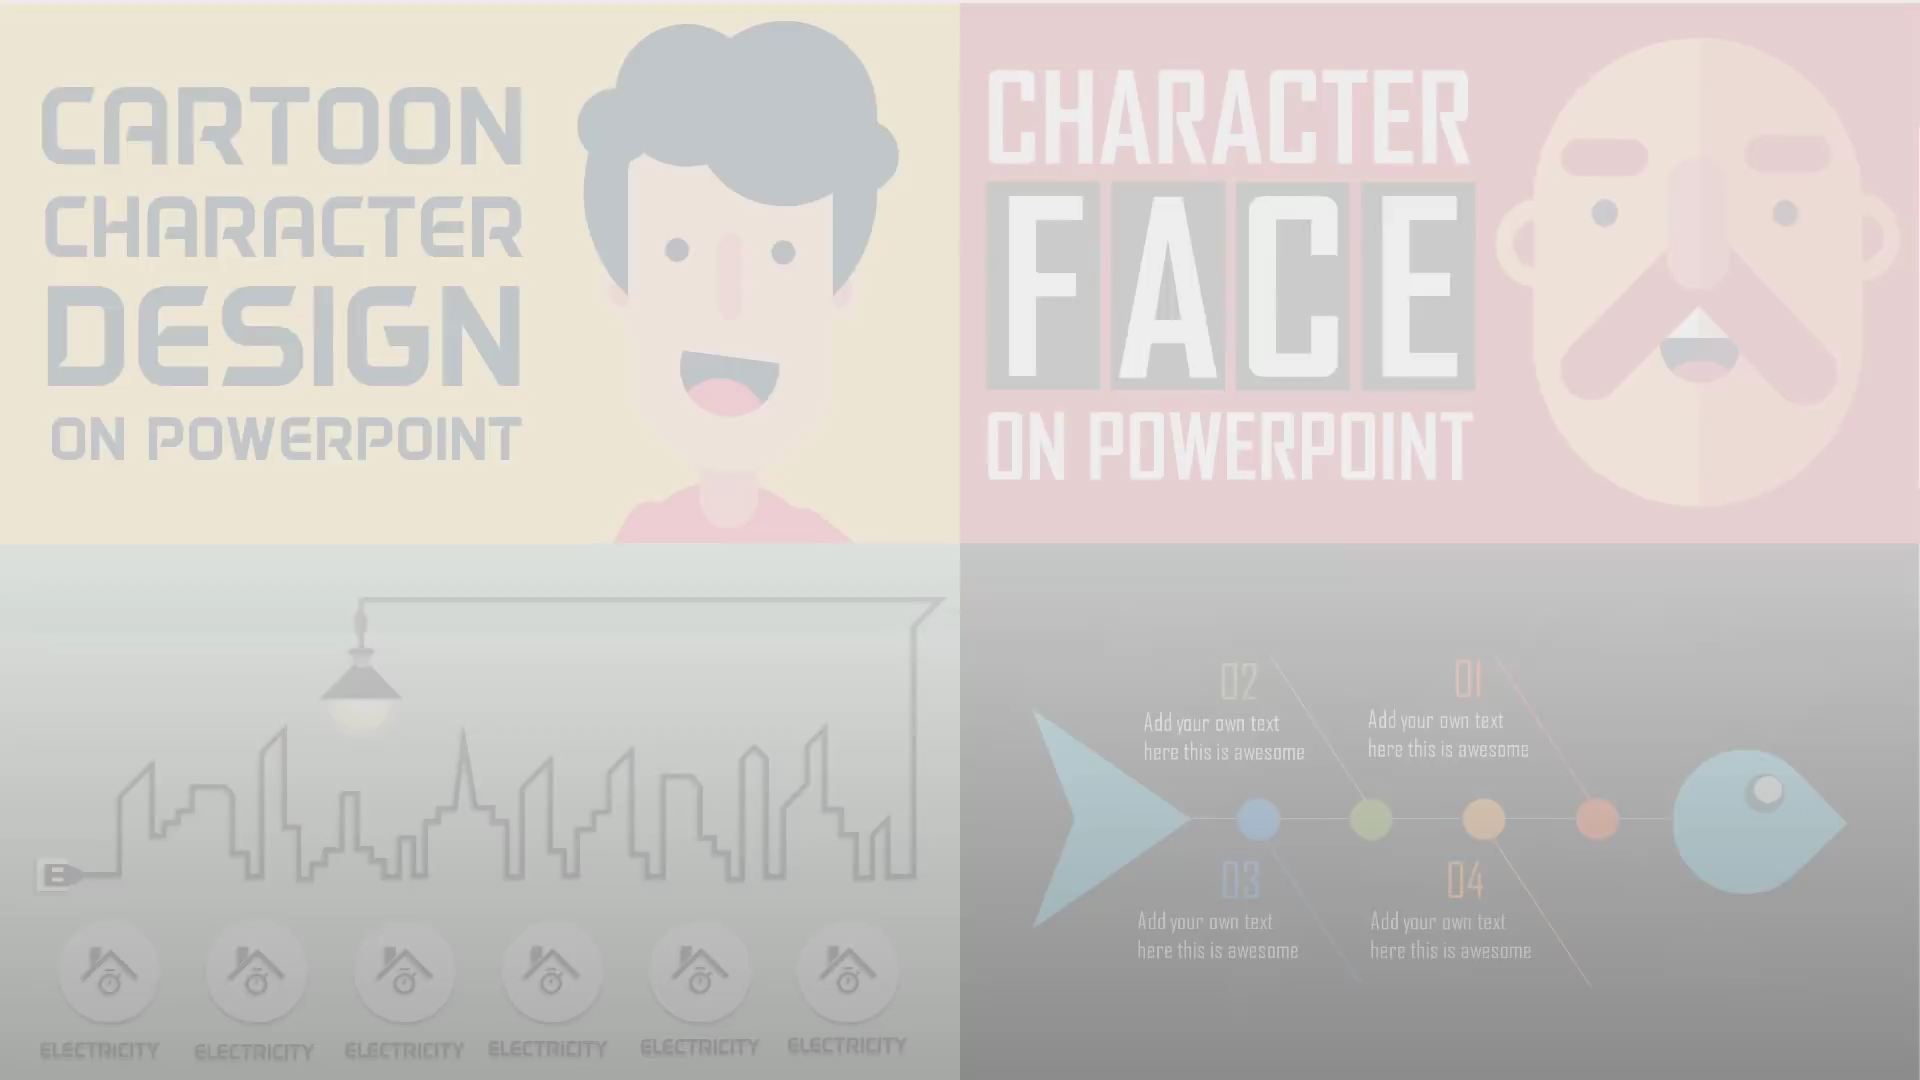 CARTOON
CHARACTER
DESIGN
ON POWERPOINT
CHARACTER
FACE
ON POWERPOINT
ELECTRICITY
ELECTRICITY
ELECTRICITY
ELECTRICITY
ELECTRICITY
ELECTRICITY
02
Add your own text
here this is awesome
01
Add your own text
here this is awesome
03
Add your own text
here this is awesome
04
Add your own text
here this is awesome